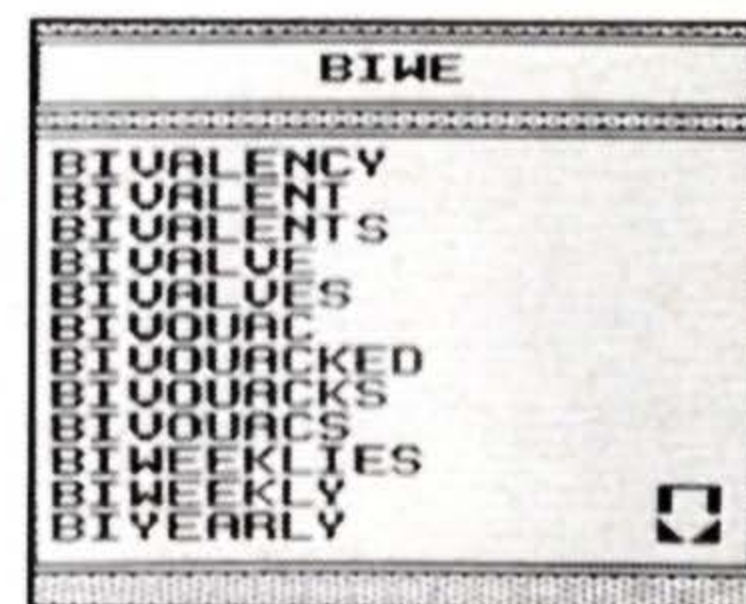 BIWE
BIVALENCY
BIVALENT
BIVALENTS
BIVALVE
BIVALVES
BIVOUAC
BIVOUACKED
BIVOUACKS
BIVOUACS
BIWEEKLIES
BIWEEKLY
BIYEARLY